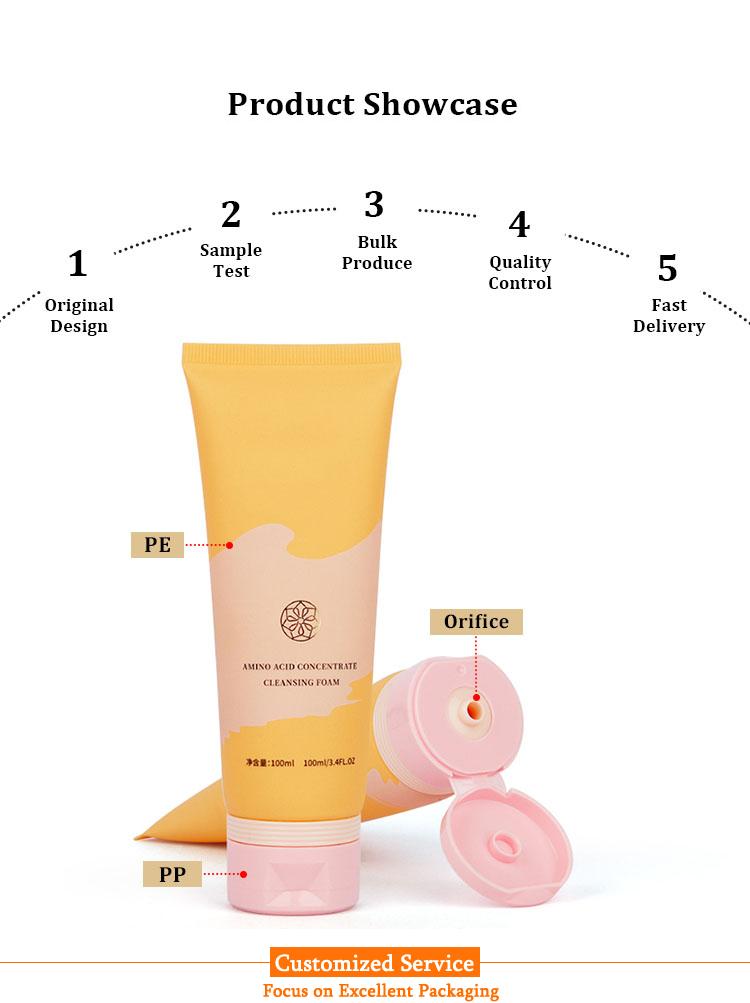 Product Showcase
1
Original
Design
2
Sample
Test
3
Bulk
Produce
4
Quality
Control
5
Fast
Delivery
PE
Orifice
AMINO ACID CONCENTRATE
CLEANSING FOAM
净含量:100ml 100ml/3.4FL.OZ
PP
Customized Service
Focus on Excellent Packaging